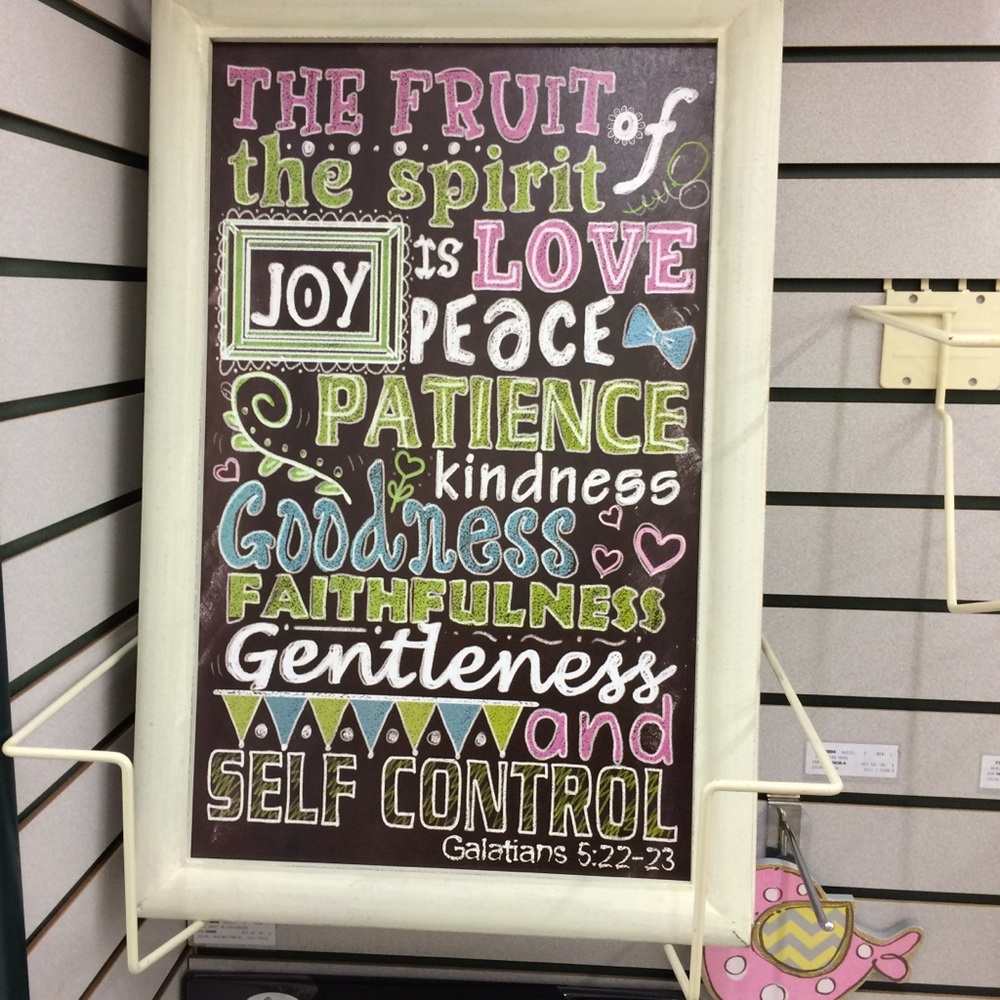 THE FRUIT of
the spirit
IS LOVE
JOY
PEACE
PATIENCE
kindness
Goodness
FAITHFULNESS
Gentleness
and
SELF CONTROL
Galatians 5:22-23